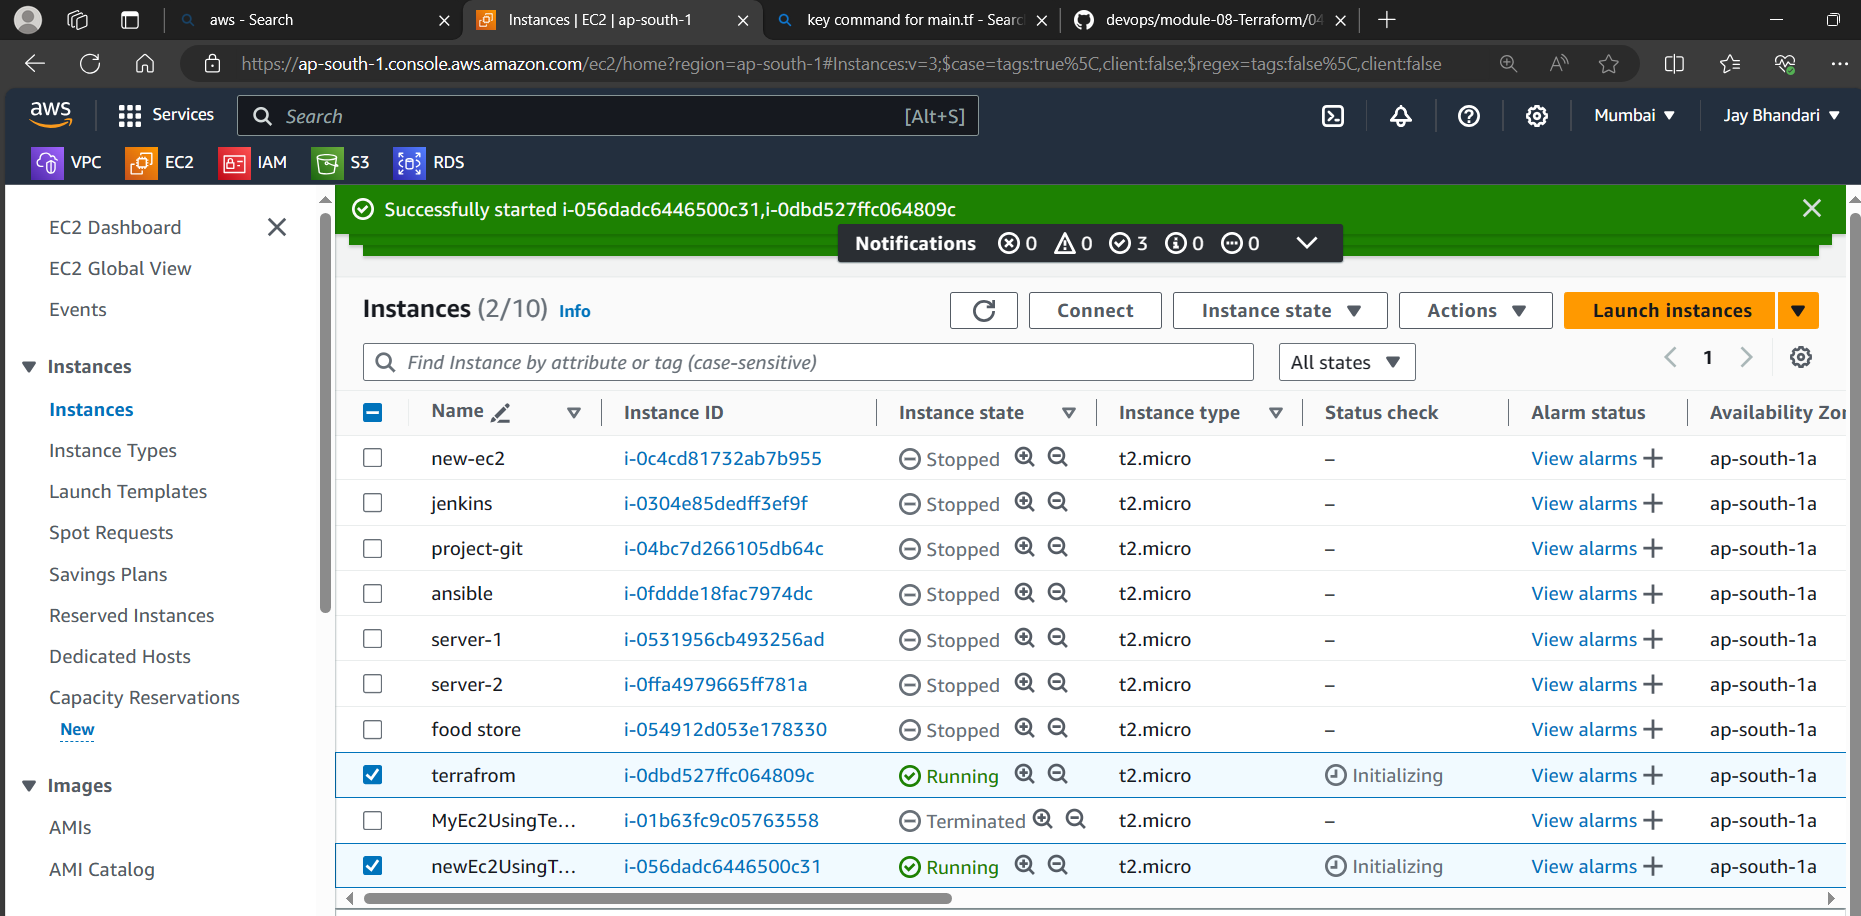 aws - Search
Instances | EC2 | ap-south-1
key command for main.tf - Searc
devops/module-08-Terraform/04
https://ap-south-1.console.aws.amazon.com/ec2/home?region=ap-south-1#Instances:v=3;$case=tags:true%5C,client:false;$regex=tags:false%5C,client:false
aws
Services
Search
[Alt+S]
Mumbai
Jay Bhandari
VPC
EC2
IAM
S3
RDS
EC2 Dashboard
EC2 Global View
Events
Instances
Instances
Instance Types
Launch Templates
Spot Requests
Savings Plans
Reserved Instances
Dedicated Hosts
Capacity Reservations
New
Images
AMIs
AMI Catalog
Successfully started i-056dadc6446500c31,i-0dbd527ffc064809c
Notifications 0 0 3 0 0
Instances (2/10) Info
Connect
Instance state
Actions
Launch instances
Find Instance by attribute or tag (case-sensitive)
All states
1
Name Instance ID Instance state Instance type Status check Alarm status Availability Zon
new-ec2 i-0c4cd81732ab7b955 Stopped t2.micro – View alarms ap-south-1a
jenkins i-0304e85dedff3ef9f Stopped t2.micro – View alarms ap-south-1a
project-git i-04bc7d266105db64c Stopped t2.micro – View alarms ap-south-1a
ansible i-0fddde18fac7974dc Stopped t2.micro – View alarms ap-south-1a
server-1 i-0531956cb493256ad Stopped t2.micro – View alarms ap-south-1a
server-2 i-0ffa4979665ff781a Stopped t2.micro – View alarms ap-south-1a
food store i-054912d053e178330 Stopped t2.micro – View alarms ap-south-1a
terrafrom i-0dbd527ffc064809c Running t2.micro Initializing View alarms ap-south-1a
MyEc2UsingTe... i-01b63fc9c05763558 Terminated t2.micro – View alarms ap-south-1a
newEc2UsingT... i-056dadc6446500c31 Running t2.micro Initializing View alarms ap-south-1a